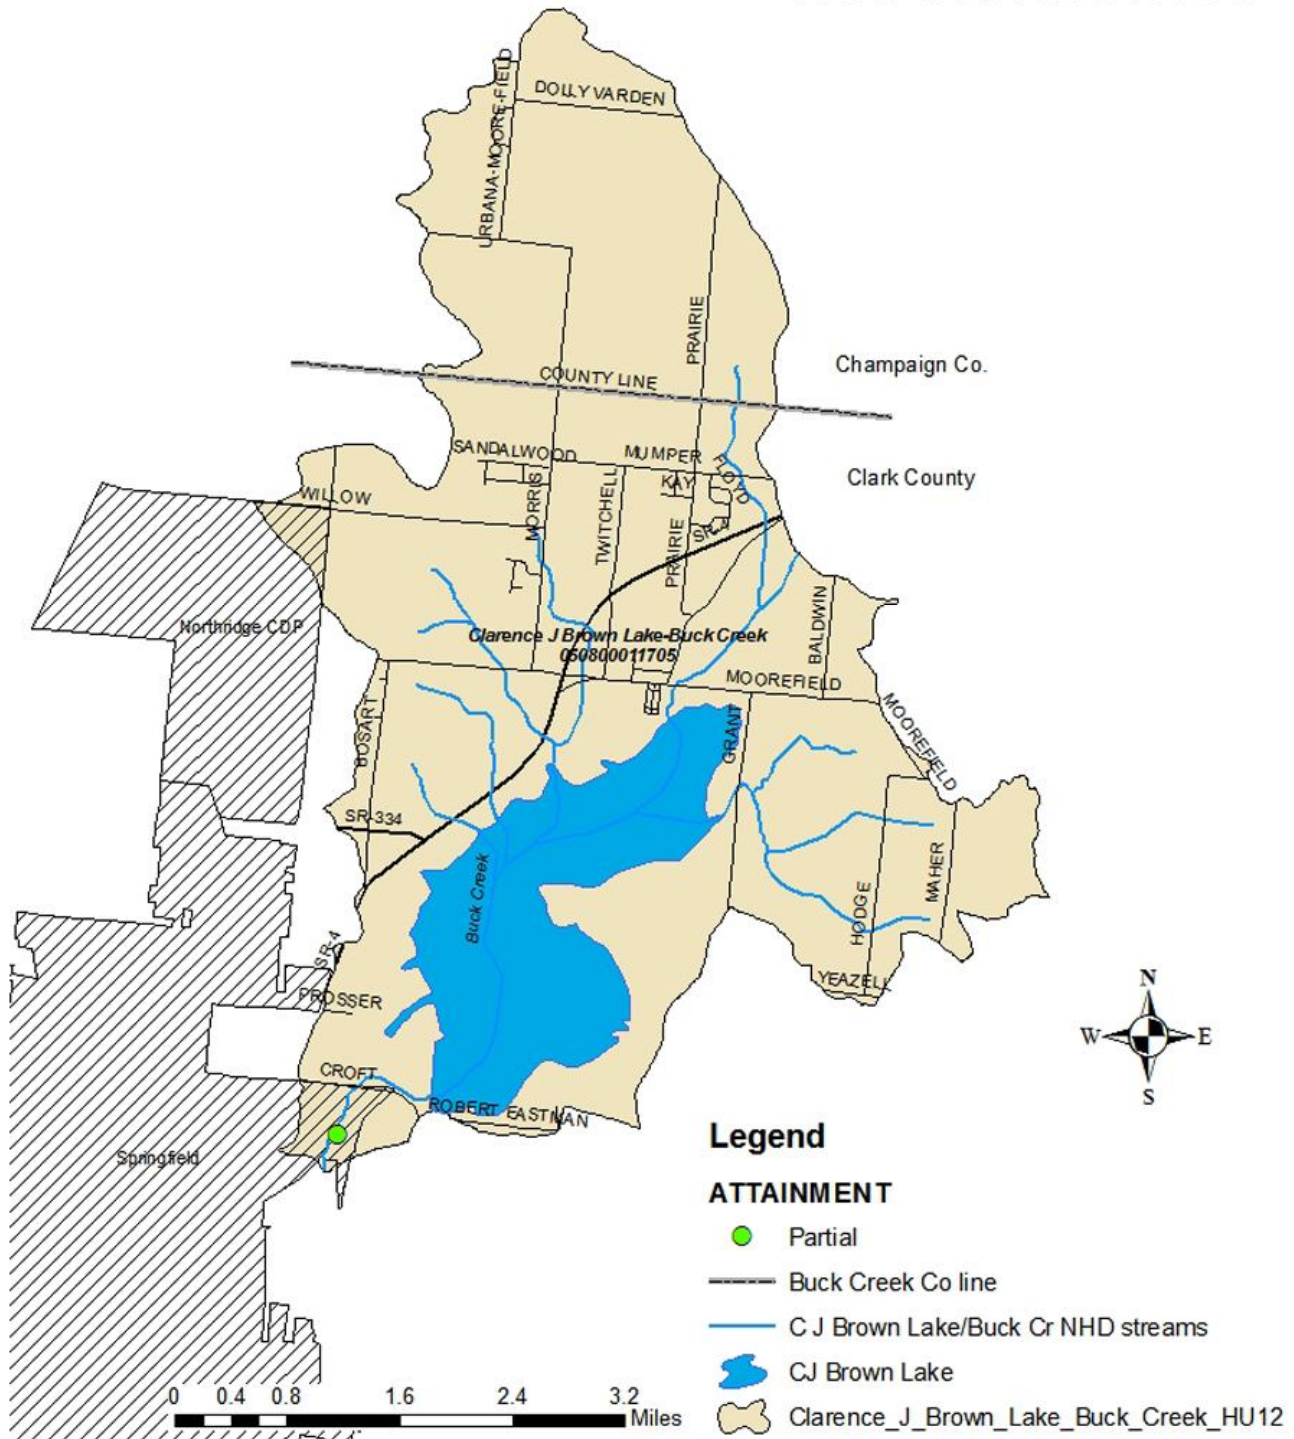 DOLLY VARDEN
URBANA-MOORE-FIELD
PRAIRIE
Champaign Co.
COUNTY LINE
Clark County
SANDALWOOD
MUMPER
FLOYD
KAY
WILLOW
MORRIS
TWITCHELL
PRAIRIE
SR-4
Northridge CDP
Clarence J Brown Lake-Buck Creek
050800011705
BALDWIN
MOOREFIELD
MOOREFIELD
BOSART
GRANT
SR-334
Buck Creek
HODGE
MAHER
SR-4
PROSSER
YEAZELL
CROFT
ROBERT EASTMAN
Springfield
N
W
E
S
Legend
ATTAINMENT
Partial
Buck Creek Co line
C J Brown Lake/Buck Cr NHD streams
CJ Brown Lake
Clarence_J_Brown_Lake_Buck_Creek_HU12
0 0.4 0.8 1.6 2.4 3.2
Miles